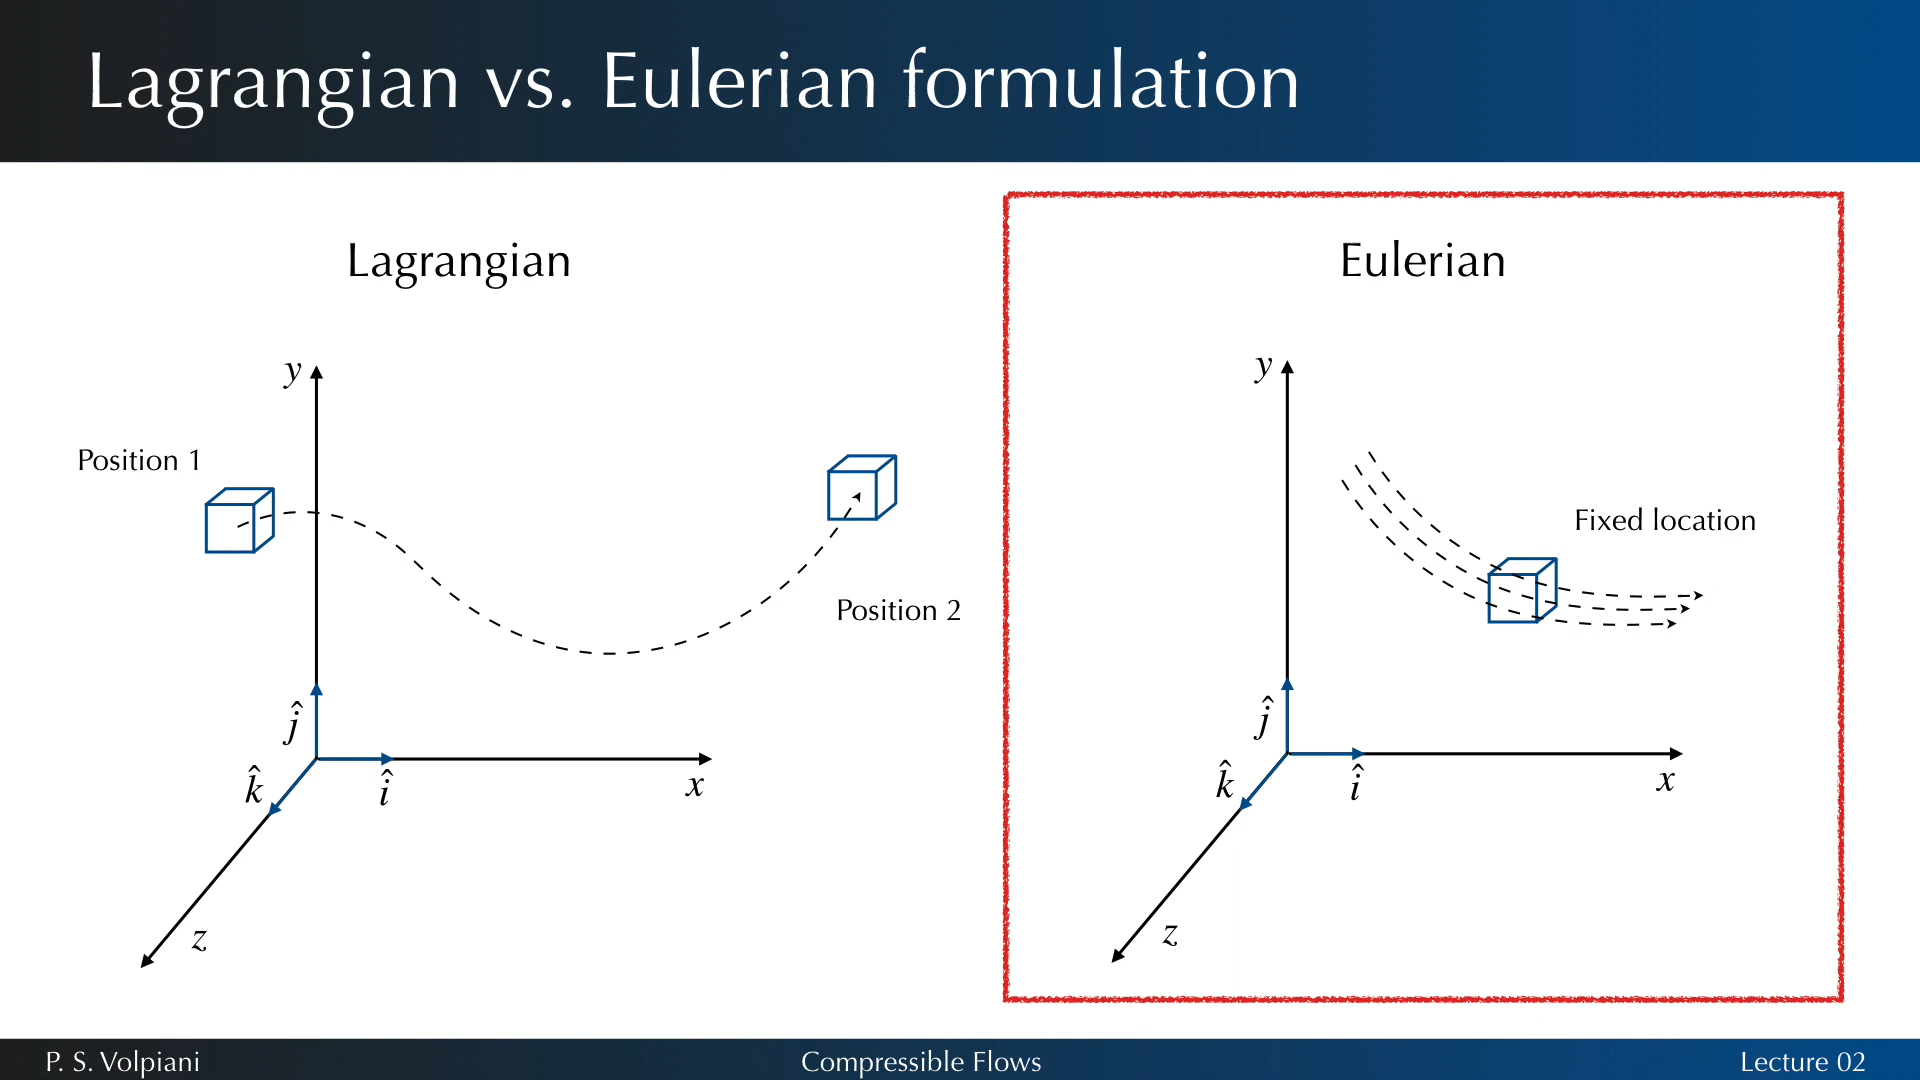 Lagrangian vs. Eulerian formulation
Lagrangian
y
Position 1
Position 2
ĵ
k̂
î
x
z
Eulerian
y
Fixed location
ĵ
k̂
î
x
z
P. S. Volpiani
Compressible Flows
Lecture 02